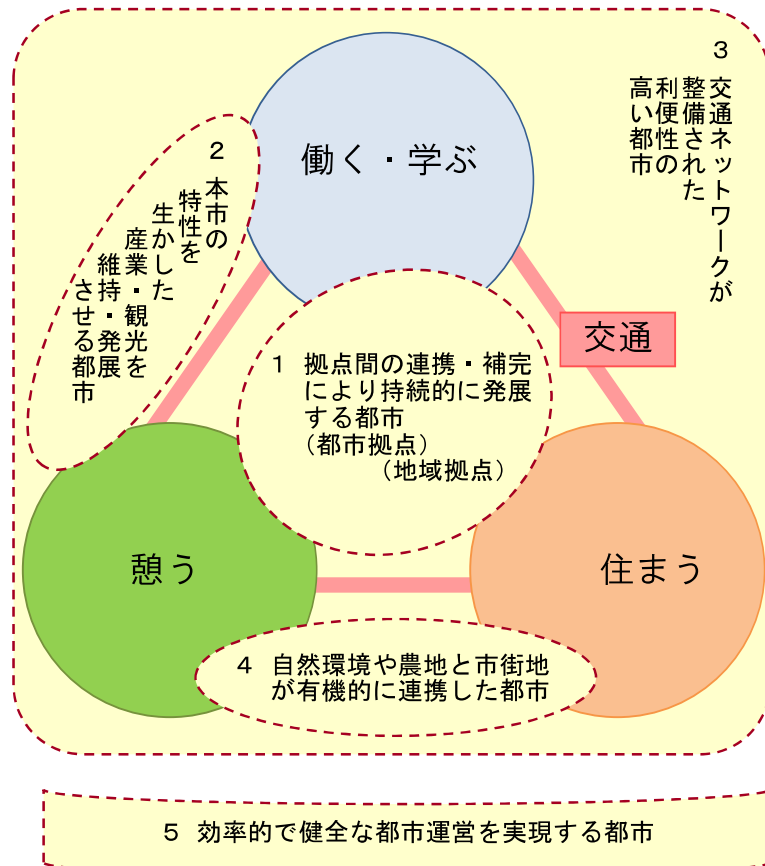 3
交通ネットワークが
整備された
利便性の
高い都市
働く・学ぶ
2
本市の
特性を
生かした
産業・観光を
維持・発展
させる都市
交通
1 拠点間の連携・補完
により持続的に発展
する都市
(都市拠点)
(地域拠点)
憩う
住まう
4 自然環境や農地と市街地
が有機的に連携した都市
5 効率的で健全な都市運営を実現する都市